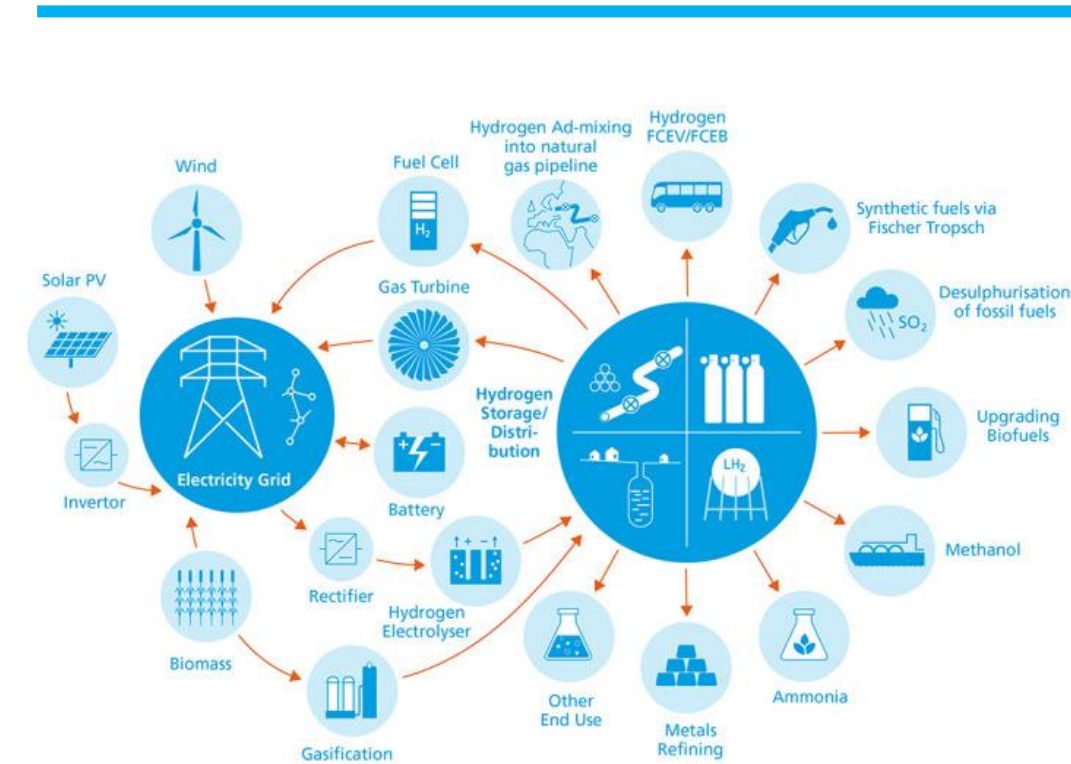 Hydrogen
FCEV/FCEB
Hydrogen Ad-mixing
into natural
gas pipeline
Wind
Fuel Cell
H₂
Synthetic fuels via
Fischer Tropsch
Solar PV
Gas Turbine
Desulphurisation
of fossil fuels
SO₂
Hydrogen
Storage/
Distri-
bution
Upgrading
Biofuels
LH₂
Electricity Grid
Invertor
Battery
Methanol
Rectifier
Hydrogen
Electrolyser
Biomass
Other
End Use
Ammonia
Metals
Refining
Gasification